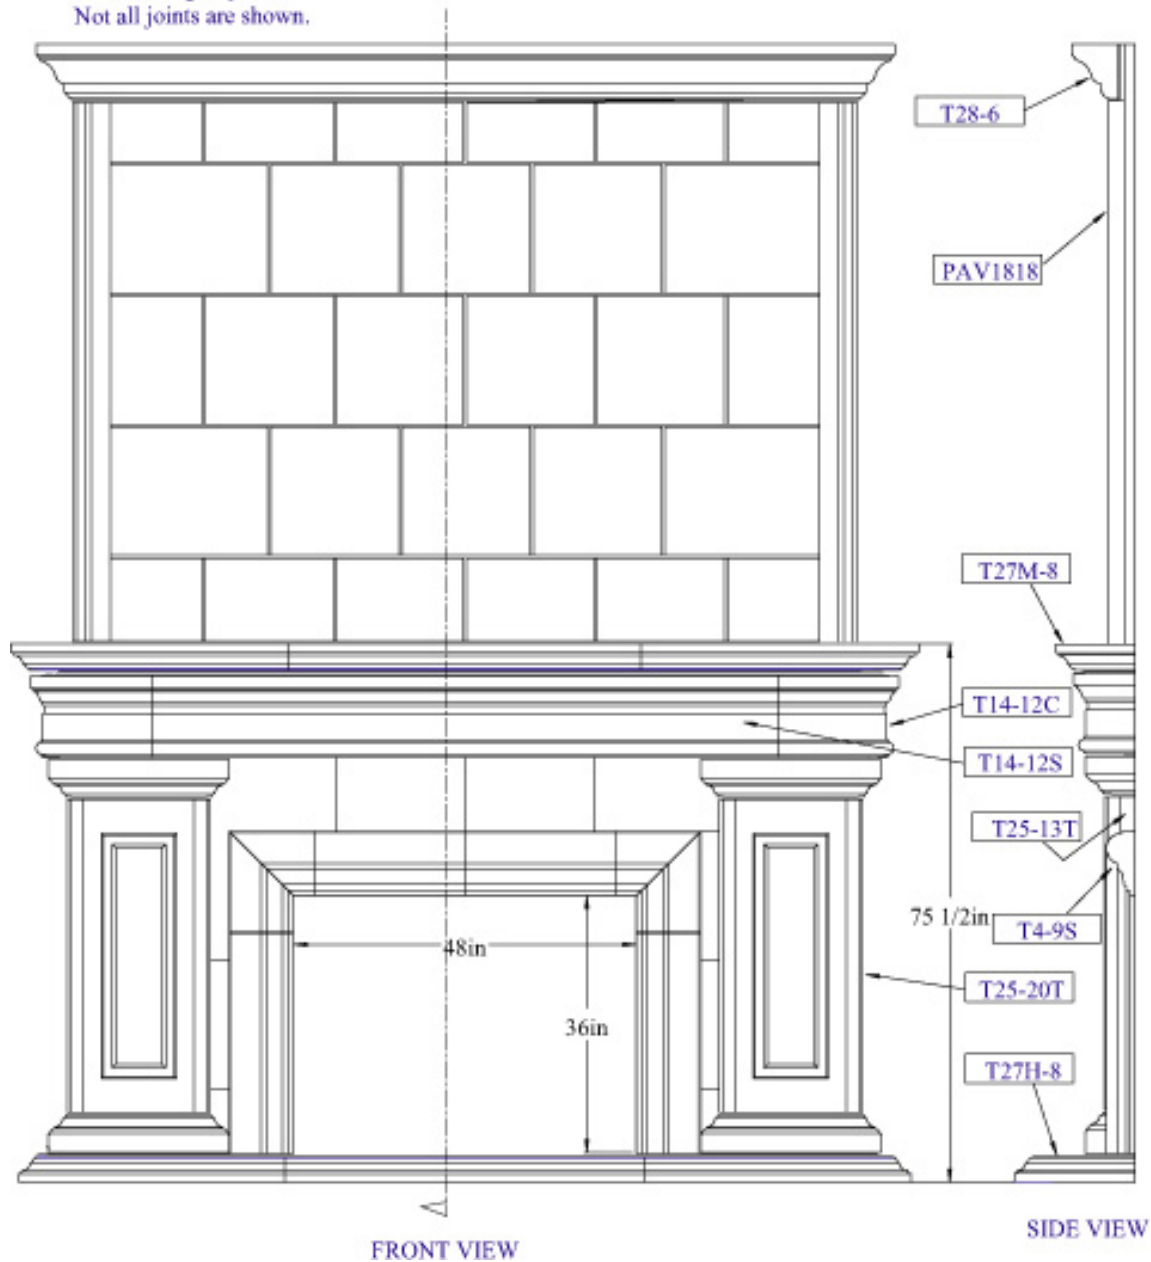 Not all joints are shown.
T28-6
PAV1818
T27M-8
T14-12C
T14-12S
T25-13T
75 1/2in
T4-9S
48in
T25-20T
36in
T27H-8
SIDE VIEW
FRONT VIEW